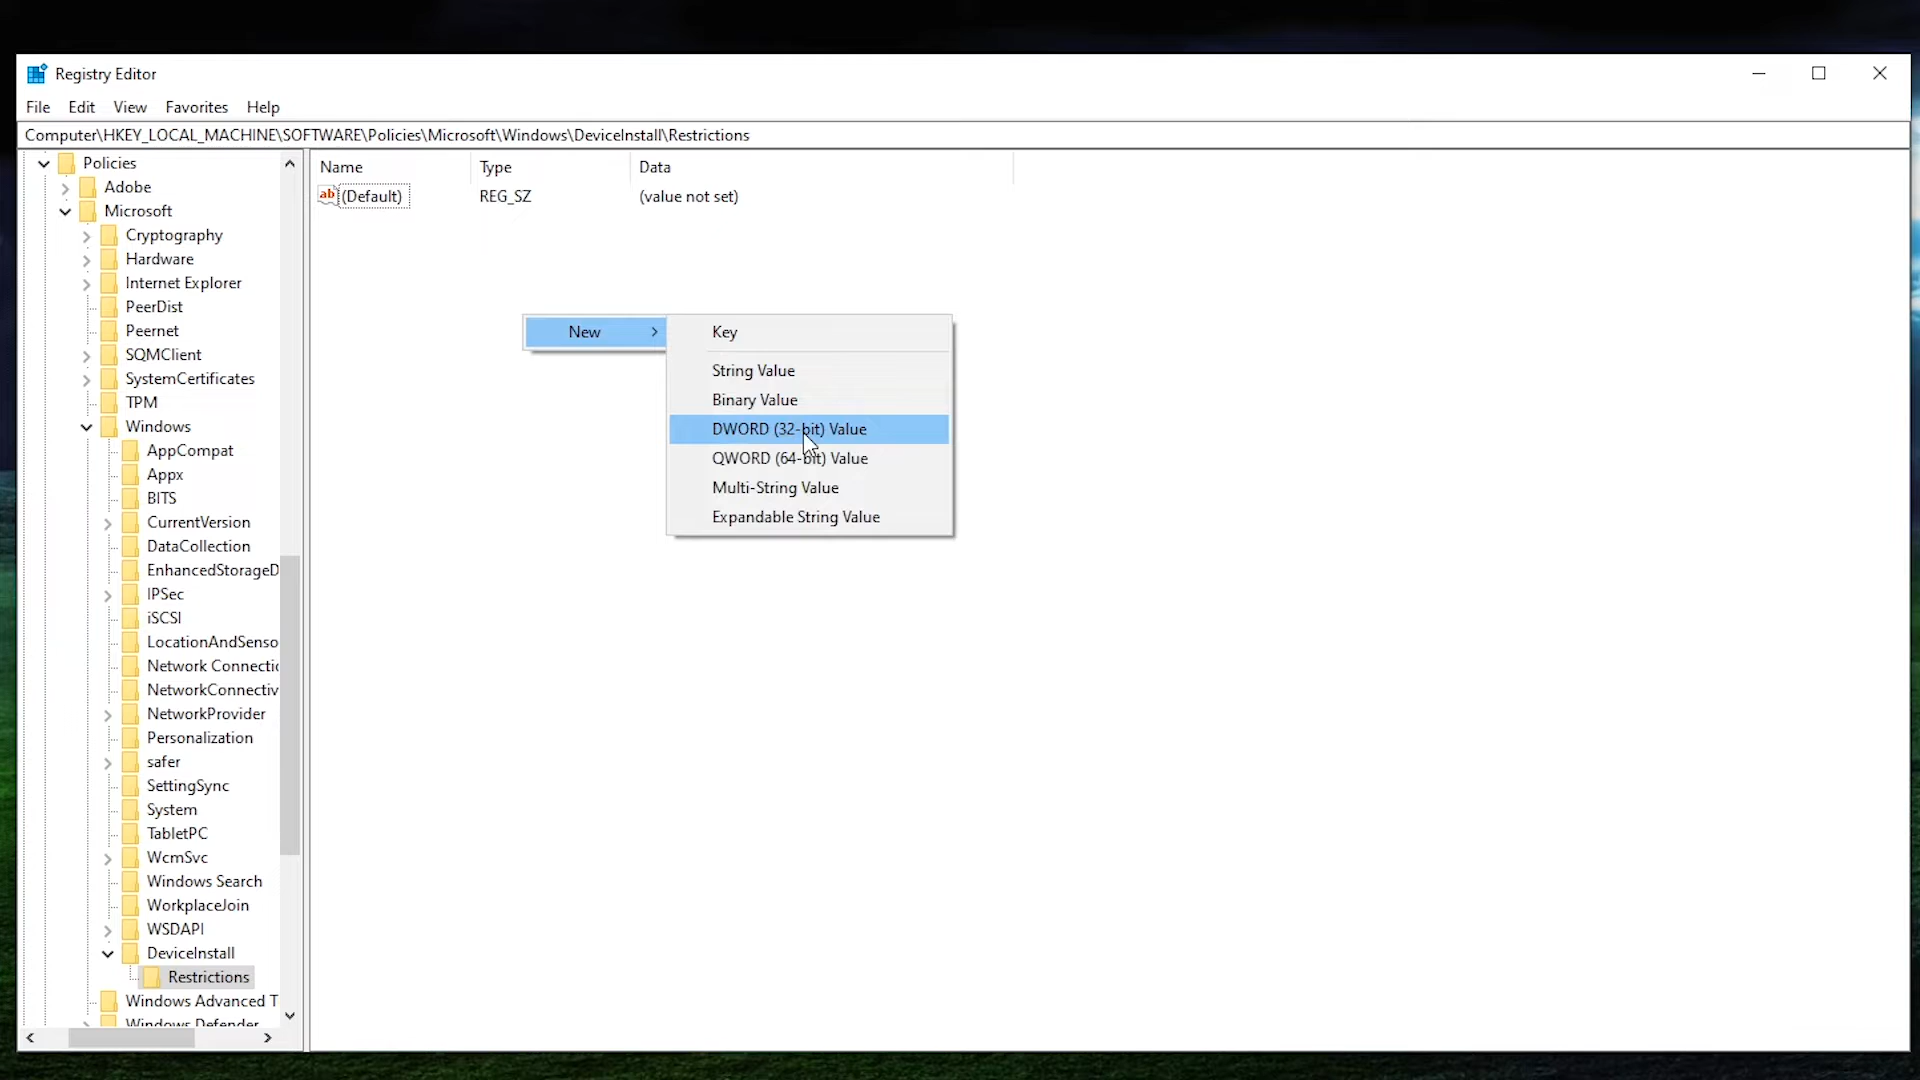 Registry Editor
File Edit View Favorites Help
Computer\HKEY_LOCAL_MACHINE\SOFTWARE\Policies\Microsoft\Windows\DeviceInstall\Restrictions
Policies
Adobe
Microsoft
Cryptography
Hardware
Internet Explorer
PeerDist
Peernet
SQMClient
SystemCertificates
TPM
Windows
AppCompat
Appx
BITS
CurrentVersion
DataCollection
EnhancedStorageD
IPSec
iSCSI
LocationAndSenso
Network Connectic
NetworkConnectiv
NetworkProvider
Personalization
safer
SettingSync
System
TabletPC
WcmSvc
Windows Search
WorkplaceJoin
WSDAPI
DeviceInstall
Restrictions
Windows Advanced T
Windows Defender
Name Type Data
ab (Default) REG_SZ (value not set)
New
Key
String Value
Binary Value
DWORD (32-bit) Value
QWORD (64-bit) Value
Multi-String Value
Expandable String Value